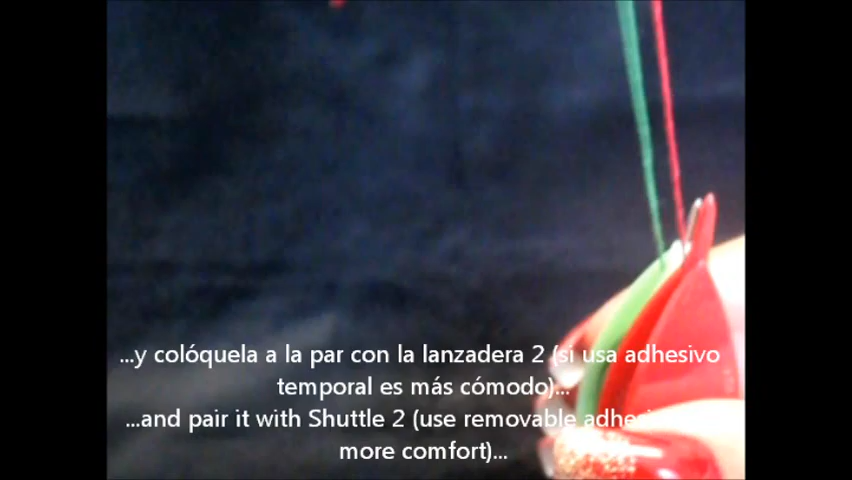 ...y colóquela a la par con la lanzadera 2 (si usa adhesivo
temporal es más cómodo)...
...and pair it with Shuttle 2 (use removable adhe
more comfort)...